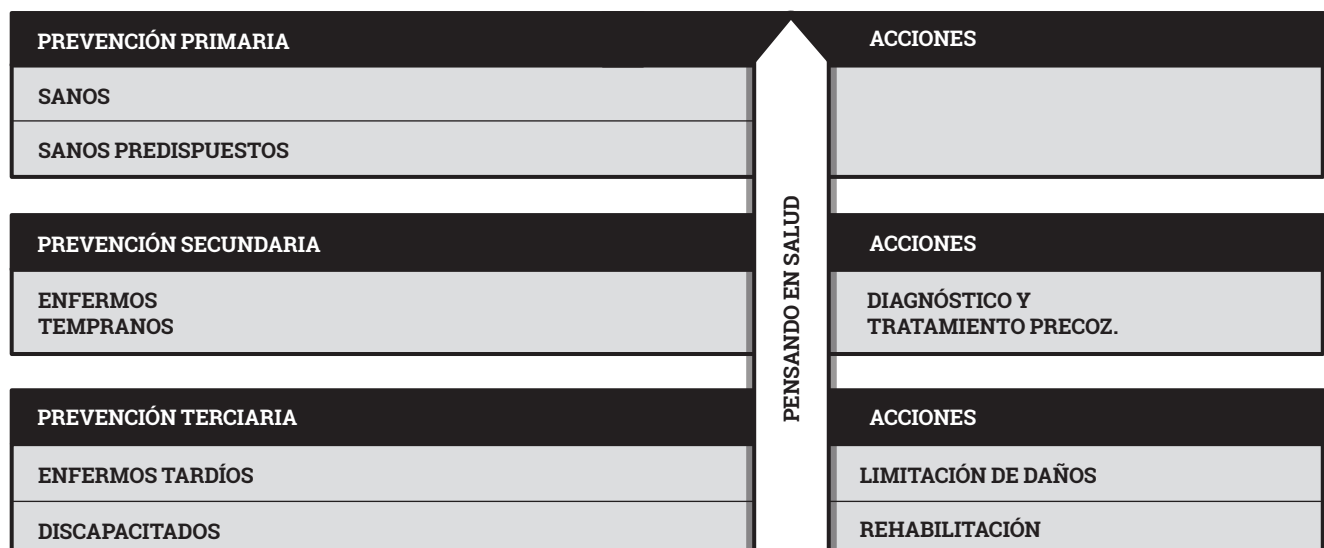 PREVENCIÓN PRIMARIA
ACCIONES
SANOS
SANOS PREDISPUESTOS
PENSANDO EN SALUD
PREVENCIÓN SECUNDARIA
ACCIONES
ENFERMOS
TEMPRANOS
DIAGNÓSTICO Y
TRATAMIENTO PRECOZ.
PREVENCIÓN TERCIARIA
ACCIONES
ENFERMOS TARDÍOS
LIMITACIÓN DE DAÑOS
DISCAPACITADOS
REHABILITACIÓN